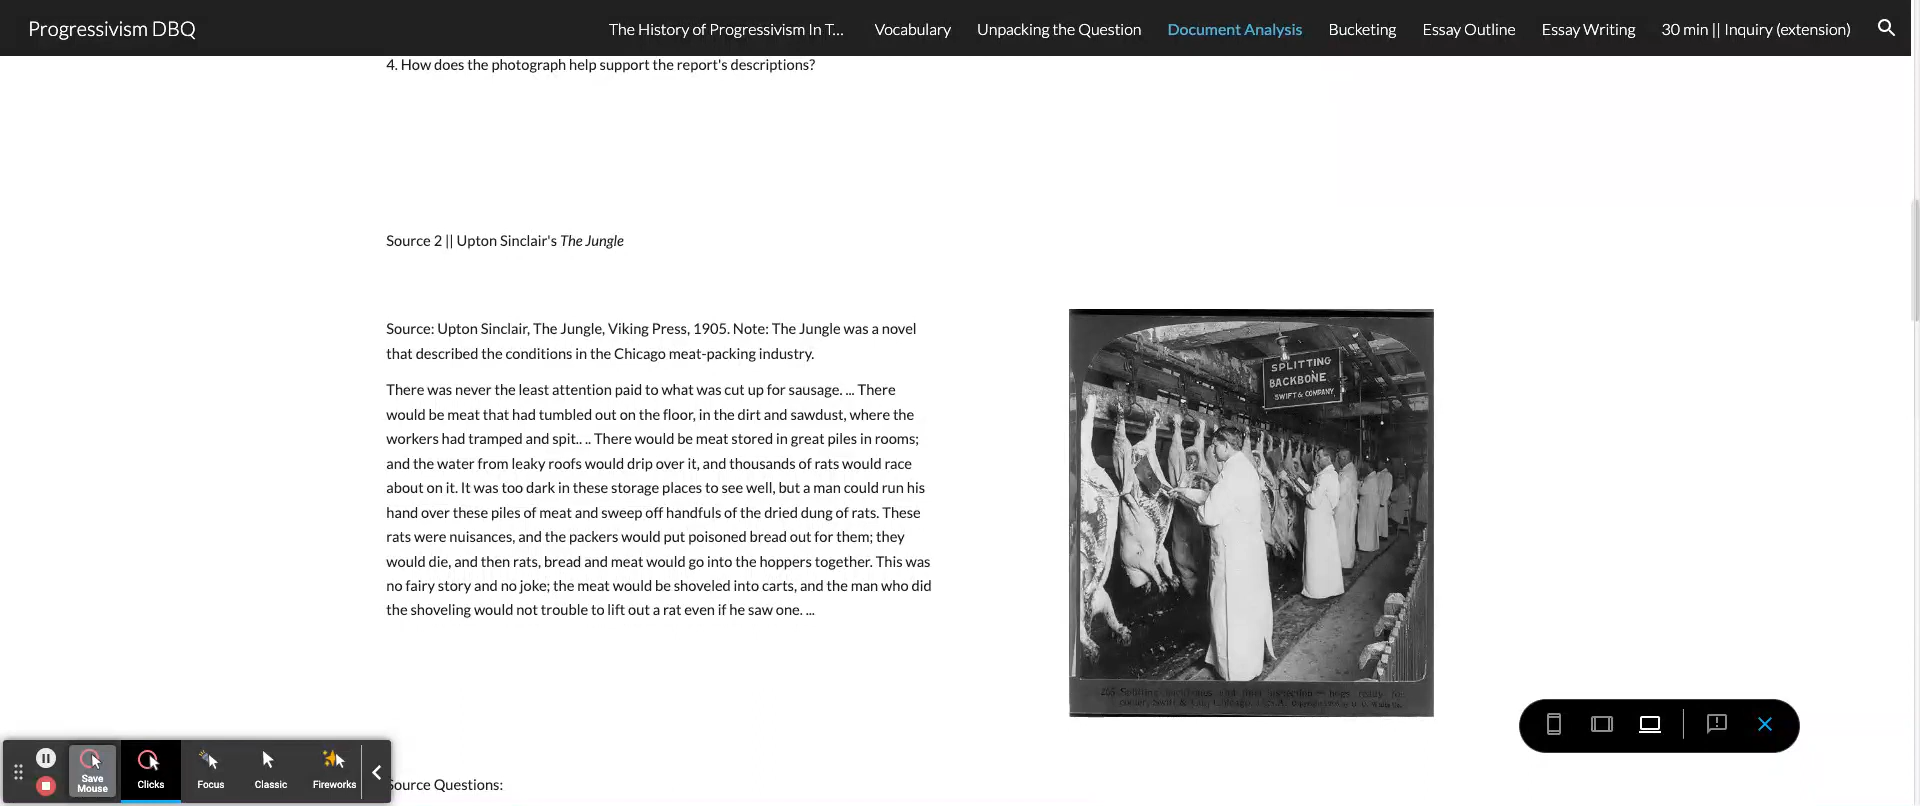 Progressivism DBQ
The History of Progressivism In T...
Vocabulary
Unpacking the Question
Document Analysis
Bucketing
Essay Outline
Essay Writing
30 min || Inquiry (extension)
4. How does the photograph help support the report's descriptions?
Source 2 || Upton Sinclair's The Jungle
Source: Upton Sinclair, The Jungle, Viking Press, 1905. Note: The Jungle was a novel
that described the conditions in the Chicago meat-packing industry.
There was never the least attention paid to what was cut up for sausage. ... There
would be meat that had tumbled out on the floor, in the dirt and sawdust, where the
workers had tramped and spit.. .. There would be meat stored in great piles in rooms;
and the water from leaky roofs would drip over it, and thousands of rats would race
about on it. It was too dark in these storage places to see well, but a man could run his
hand over these piles of meat and sweep off handfuls of the dried dung of rats. These
rats were nuisances, and the packers would put poisoned bread out for them; they
would die, and then rats, bread and meat would go into the hoppers together. This was
no fairy story and no joke; the meat would be shoveled into carts, and the man who did
the shoveling would not trouble to lift out a rat even if he saw one. ...
SPLITTING
BACKBONE
SWIFT & COMPANY
Source Questions:
Save
Mouse
Clicks
Focus
Classic
Fireworks